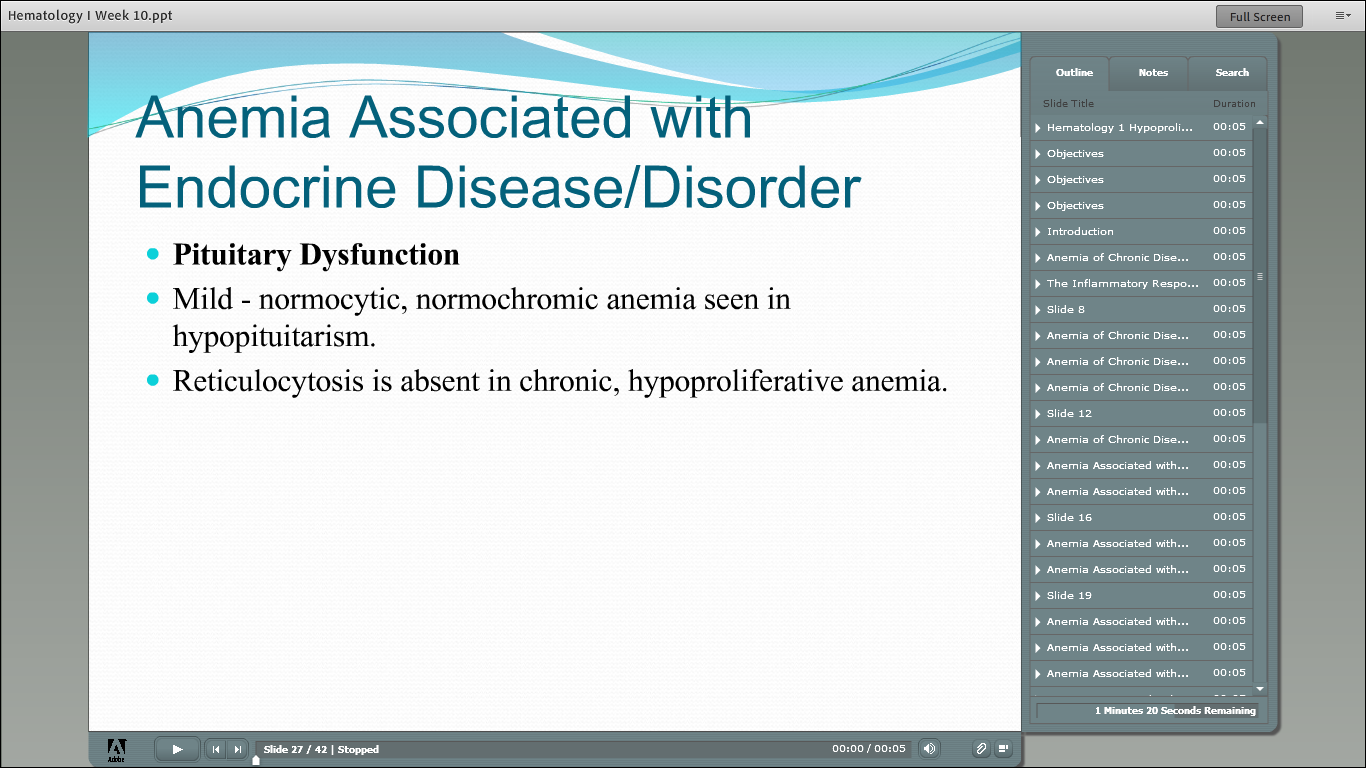 Hematology I Week 10.ppt
Full Screen
Anemia Associated with
Endocrine Disease/Disorder
Pituitary Dysfunction
Mild - normocytic, normochromic anemia seen in
hypopituitarism.
Reticulocytosis is absent in chronic, hypoproliferative anemia.
Outline Notes Search
Slide Title Duration
Hematology 1 Hypoproli... 00:05
Objectives 00:05
Objectives 00:05
Objectives 00:05
Introduction 00:05
Anemia of Chronic Dise... 00:05
The Inflammatory Respo... 00:05
Slide 8 00:05
Anemia of Chronic Dise... 00:05
Anemia of Chronic Dise... 00:05
Anemia of Chronic Dise... 00:05
Slide 12 00:05
Anemia of Chronic Dise... 00:05
Anemia Associated with... 00:05
Anemia Associated with... 00:05
Slide 16 00:05
Anemia Associated with... 00:05
Anemia Associated with... 00:05
Slide 19 00:05
Anemia Associated with... 00:05
Anemia Associated with... 00:05
Anemia Associated with... 00:05
1 Minutes 20 Seconds Remaining
Adobe
Slide 27 / 42 | Stopped 00:00 / 00:05